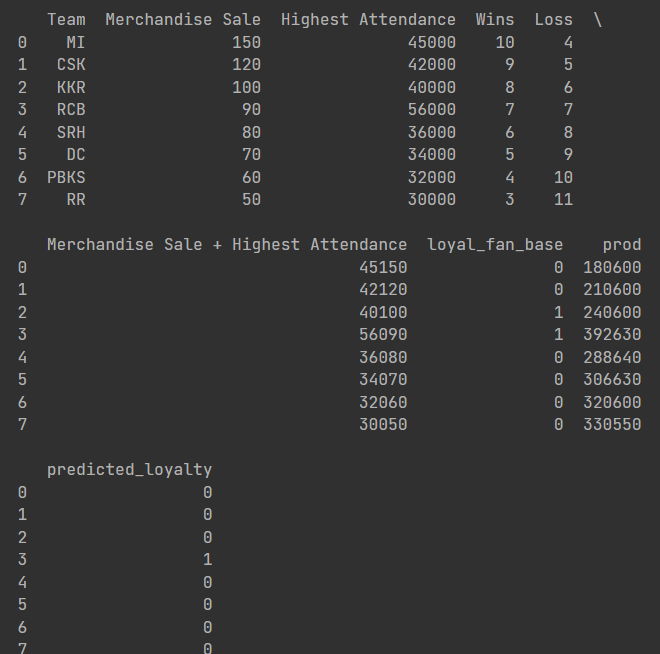 Team  Merchandise Sale  Highest Attendance  Wins  Loss  \
0    MI               150               45000    10     4
1   CSK               120               42000     9     5
2   KKR               100               40000     8     6
3   RCB                90               56000     7     7
4   SRH                80               36000     6     8
5    DC                70               34000     5     9
6  PBKS                60               32000     4    10
7    RR                50               30000     3    11
Merchandise Sale + Highest Attendance  loyal_fan_base    prod
0                                  45150               0  180600
1                                  42120               0  210600
2                                  40100               1  240600
3                                  56090               1  392630
4                                  36080               0  288640
5                                  34070               0  306630
6                                  32060               0  320600
7                                  30050               0  330550
predicted_loyalty
0                  0
1                  0
2                  0
3                  1
4                  0
5                  0
6                  0
7                  0